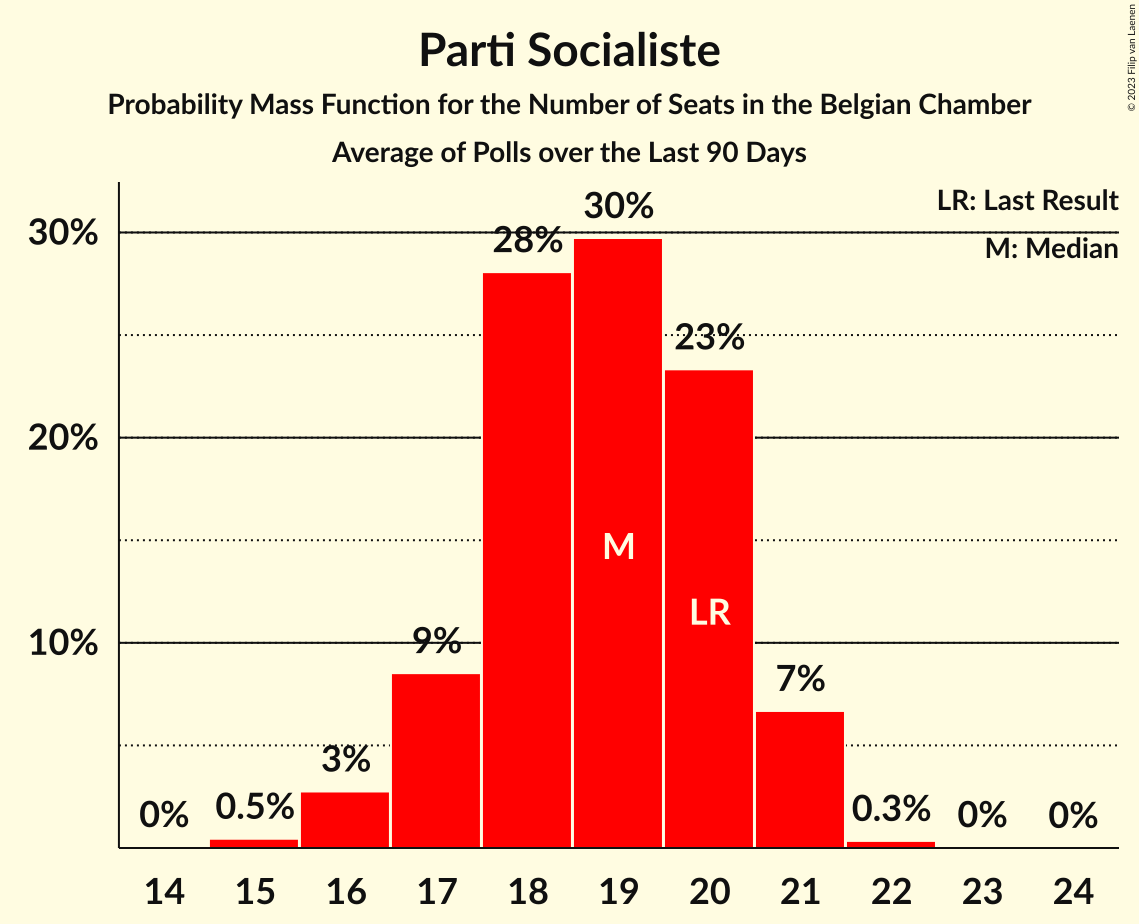 © 2023 Filip van Laenen
Parti Socialiste
Probability Mass Function for the Number of Seats in the Belgian Chamber
Average of Polls over the Last 90 Days
LR: Last Result
M: Median
30%
20%
10%
0%
0.5%
3%
9%
28%
30%
23%
7%
0.3%
0%
0%
M
LR
14 15 16 17 18 19 20 21 22 23 24